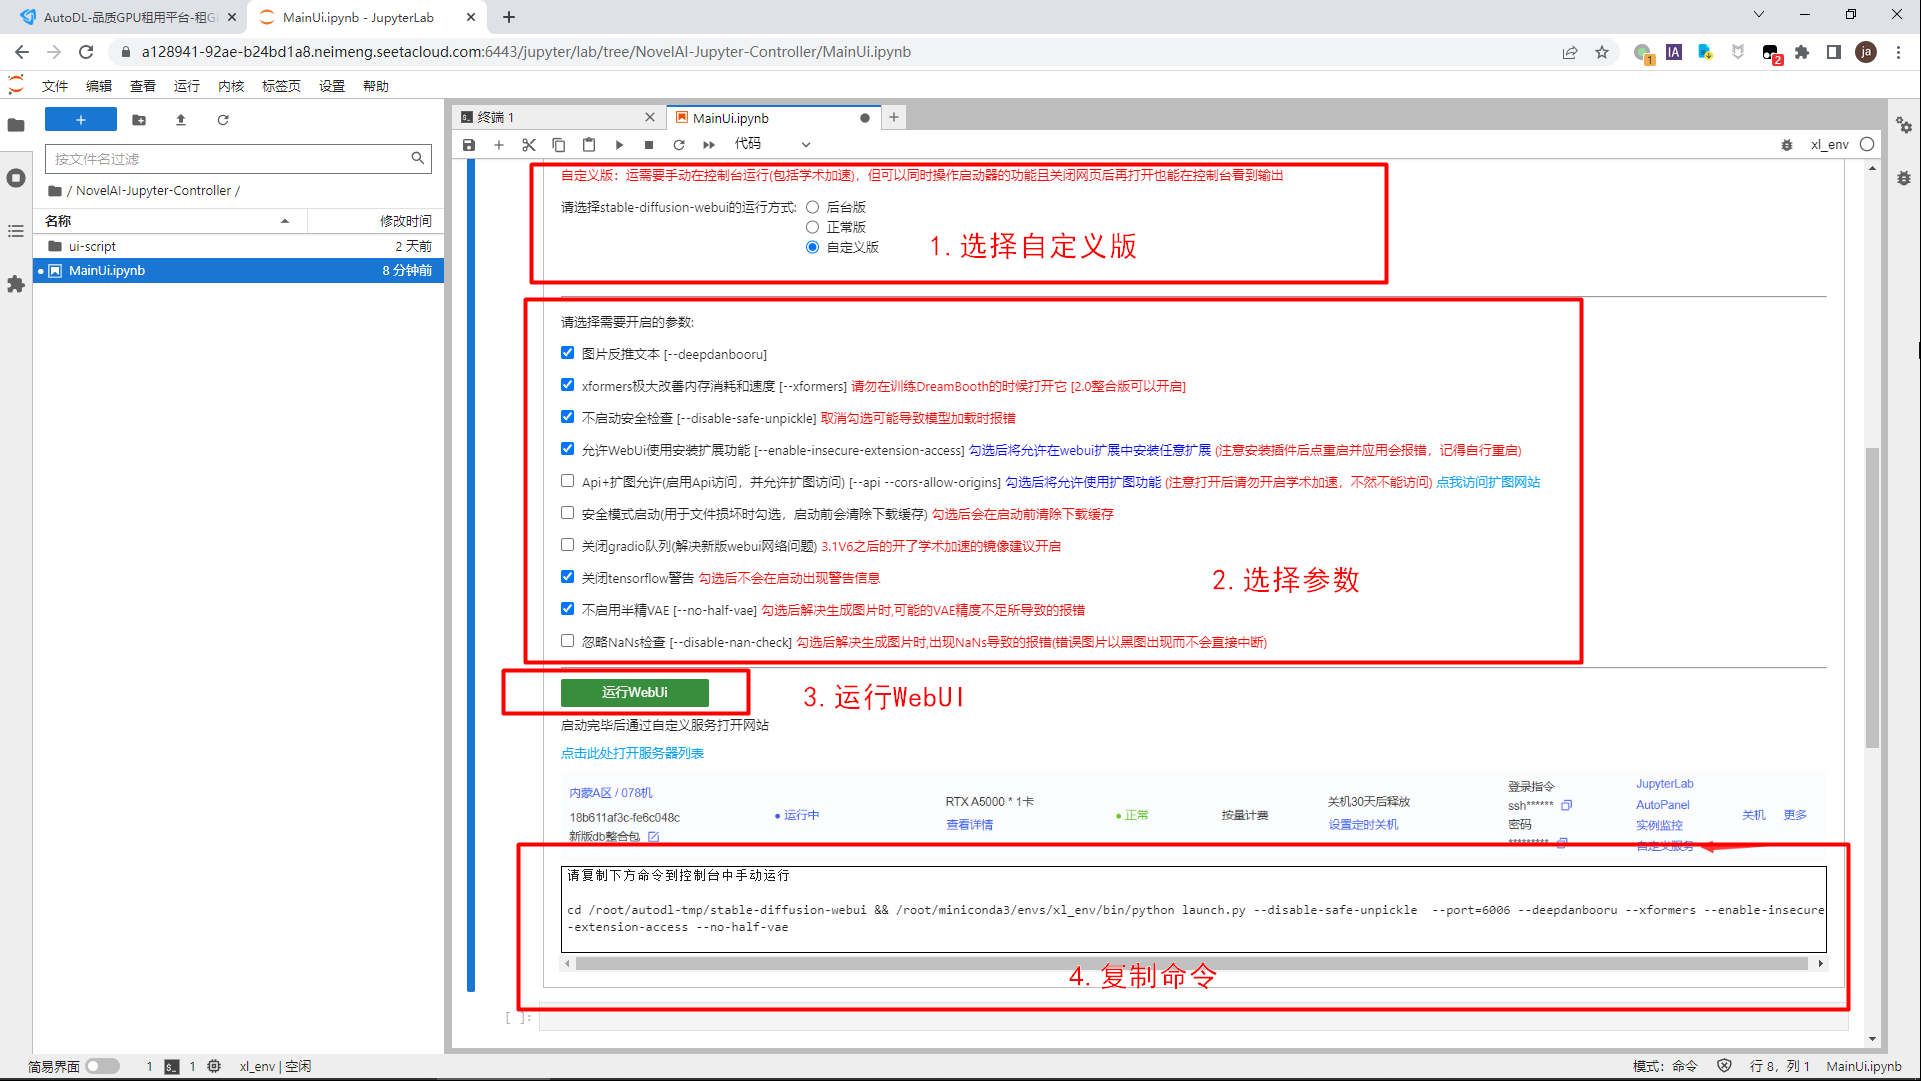 AutoDL-品质GPU租用平台-租G
MainUi.ipynb - JupyterLab
a128941-92ae-b24bd1a8.neimeng.seetacloud.com:6443/jupyter/lab/tree/NovelAI-Jupyter-Controller/MainUi.ipynb
1
IA
2
ja
文件 编辑 查看 运行 内核 标签页 设置 帮助
终端 1
MainUi.ipynb
代码
xl_env
按文件名过滤
/ NovelAI-Jupyter-Controller /
名称 修改时间
ui-script 2 天前
MainUi.ipynb 8 分钟前
自定义版：运需要手动在控制台运行(包括学术加速)，但可以同时操作启动器的功能且关闭网页后再打开也能在控制台看到输出
请选择stable-diffusion-webui的运行方式: 后台版
正常版
自定义版
1.选择自定义版
请选择需要开启的参数:
图片反推文本 [--deepdanbooru]
xformers极大改善内存消耗和速度 [--xformers] 请勿在训练DreamBooth的时候打开它 [2.0整合版可以开启]
不启动安全检查 [--disable-safe-unpickle] 取消勾选可能导致模型加载时报错
允许WebUi使用安装扩展功能 [--enable-insecure-extension-access] 勾选后将允许在webui扩展中安装任意扩展 (注意安装插件后点重启并应用会报错，记得自行重启)
Api+扩图允许(启用Api访问，并允许扩图访问) [--api --cors-allow-origins] 勾选后将允许使用扩图功能 (注意打开后请勿开启学术加速，不然不能访问) 点我访问扩图网站
安全模式启动(用于文件损坏时勾选，启动前会清除下载缓存) 勾选后会在启动前清除下载缓存
关闭gradio队列(解决新版webui网络问题) 3.1V6之后的开了学术加速的镜像建议开启
关闭tensorflow警告 勾选后不会在启动出现警告信息
2.选择参数
不启用半精VAE [--no-half-vae] 勾选后解决生成图片时,可能的VAE精度不足所导致的报错
忽略NaNs检查 [--disable-nan-check] 勾选后解决生成图片时,出现NaNs导致的报错(错误图片以黑图出现而不会直接中断)
运行WebUi
3.运行WebUI
启动完毕后通过自定义服务打开网站
点击此处打开服务器列表
内蒙A区 / 078机
18b611af3c-fe6c048c
新版db整合包
运行中
RTX A5000 * 1卡
查看详情
正常
按量计费
关机30天后释放
设置定时关机
登录指令
ssh******
密码
*********
JupyterLab
AutoPanel
实例监控
自定义服务
关机 更多
请复制下方命令到控制台中手动运行
cd /root/autodl-tmp/stable-diffusion-webui && /root/miniconda3/envs/xl_env/bin/python launch.py --disable-safe-unpickle  --port=6006 --deepdanbooru --xformers --enable-insecure
-extension-access --no-half-vae
4.复制命令
[ ]:
简易界面 1 1 xl_env | 空闲
模式：命令 行 8，列 1 MainUi.ipynb